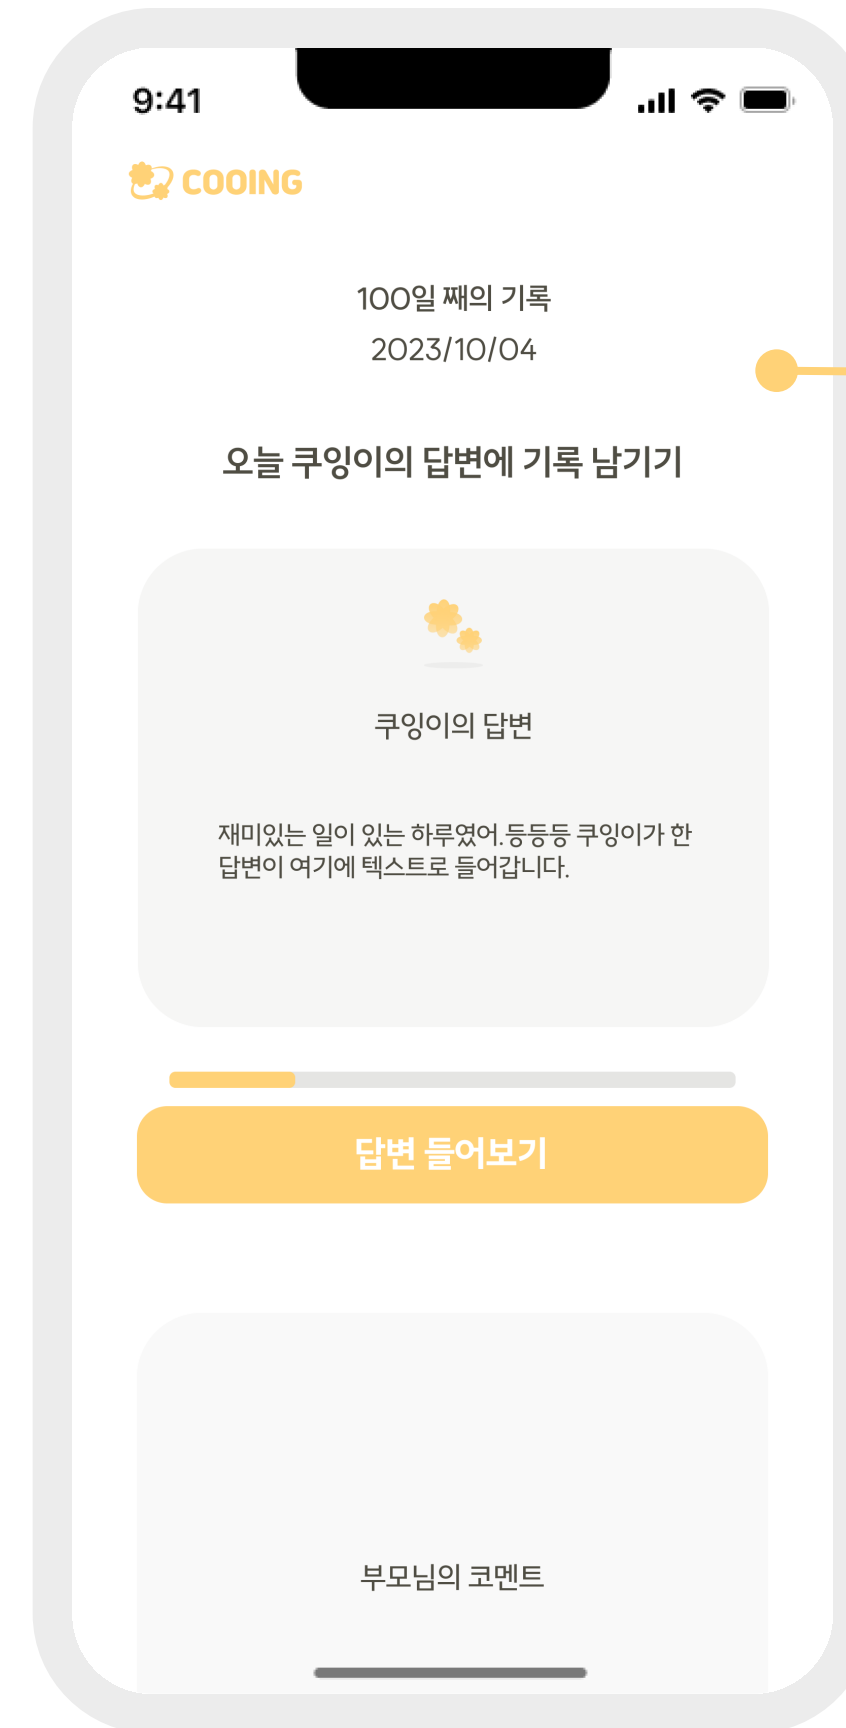 9:41
COOING
100일 째의 기록
2023/10/04
오늘 쿠잉이의 답변에 기록 남기기
쿠잉이의 답변
재미있는 일이 있는 하루였어.등등등 쿠잉이가 한
답변이 여기에 텍스트로 들어갑니다.
답변 들어보기
부모님의 코멘트